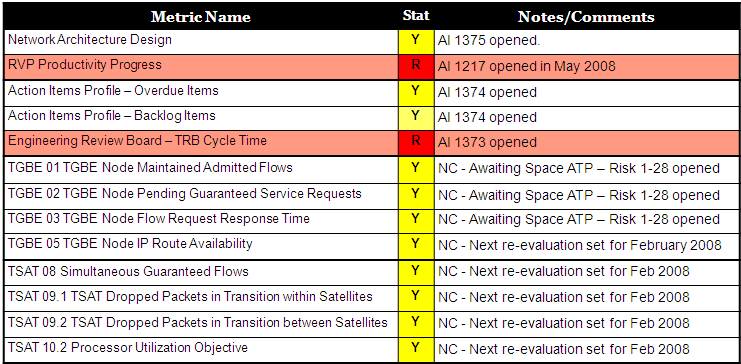 Metric Name Stat Notes/Comments
Network Architecture Design Y AI 1375 opened.
RVP Productivity Progress R AI 1217 opened in May 2008
Action Items Profile – Overdue Items Y AI 1374 opened
Action Items Profile – Backlog Items Y AI 1374 opened
Engineering Review Board – TRB Cycle Time R AI 1373 opened
TGBE 01 TGBE Node Maintained Admitted Flows Y NC - Awaiting Space ATP – Risk 1-28 opened
TGBE 02 TGBE Node Pending Guaranteed Service Requests Y NC - Awaiting Space ATP – Risk 1-28 opened
TGBE 03 TGBE Node Flow Request Response Time Y NC - Awaiting Space ATP – Risk 1-28 opened
TGBE 05 TGBE Node IP Route Availability Y NC - Next re-evaluation set for February 2008
TSAT 08 Simultaneous Guaranteed Flows Y NC - Next re-evaluation set for Feb 2008
TSAT 09.1 TSAT Dropped Packets in Transition within Satellites Y NC - Next re-evaluation set for Feb 2008
TSAT 09.2 TSAT Dropped Packets in Transition between Satellites Y NC - Next re-evaluation set for Feb 2008
TSAT 10.2 Processor Utilization Objective Y NC - Next re-evaluation set for Feb 2008